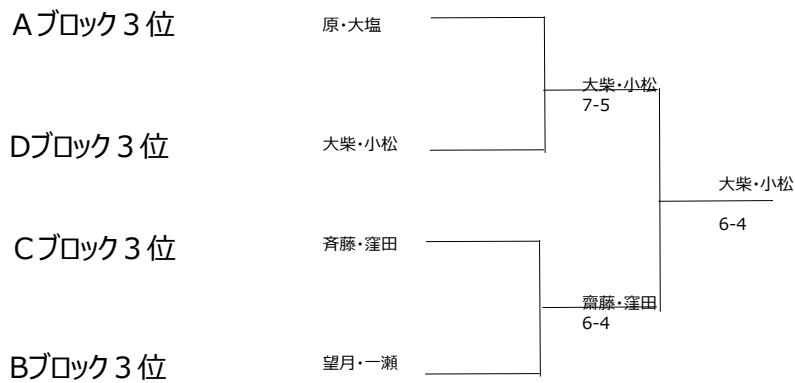 Aブロック3位
原・大塩
大柴・小松
7-5
Dブロック3位
大柴・小松
大柴・小松
6-4
Cブロック3位
斉藤・窪田
齋藤・窪田
6-4
Bブロック3位
望月・一瀬